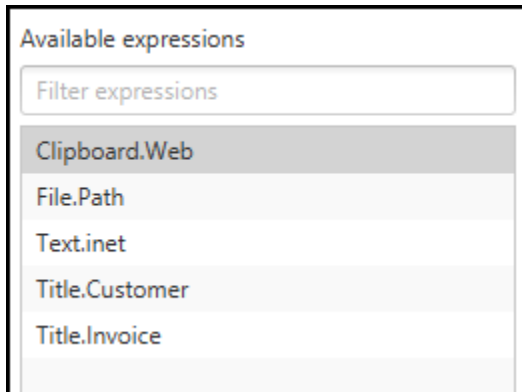 Available expressions
Filter expressions
Clipboard.Web
File.Path
Text.inet
Title.Customer
Title.Invoice